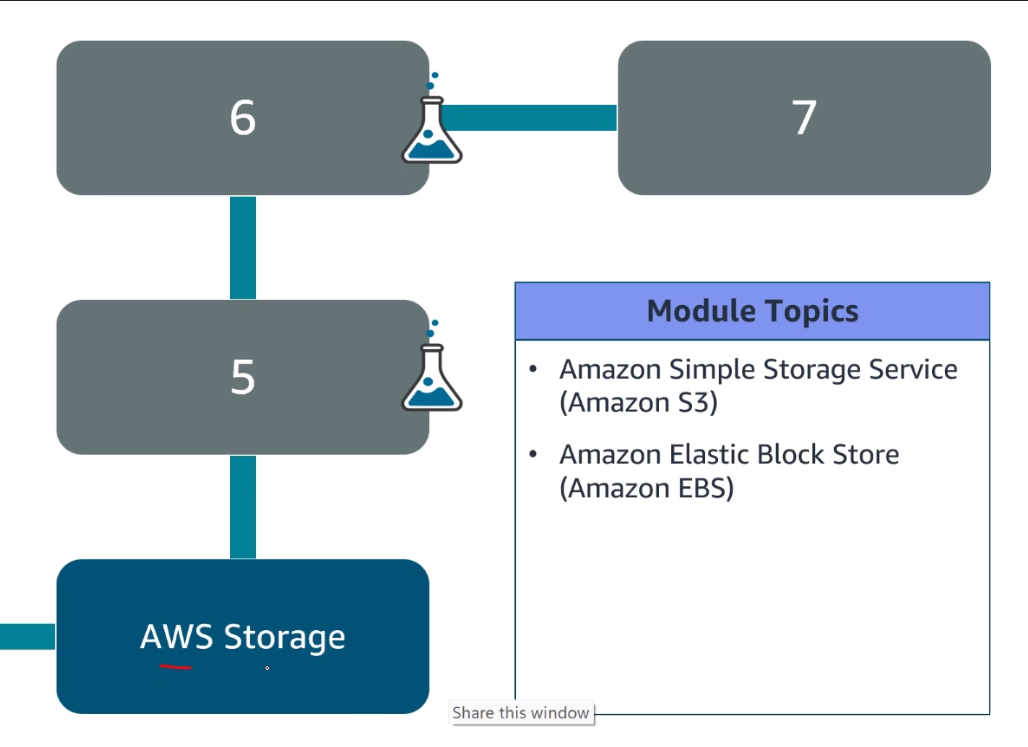 6
7
5
Module Topics
• Amazon Simple Storage Service
(Amazon S3)
• Amazon Elastic Block Store
(Amazon EBS)
AWS Storage
Share this window